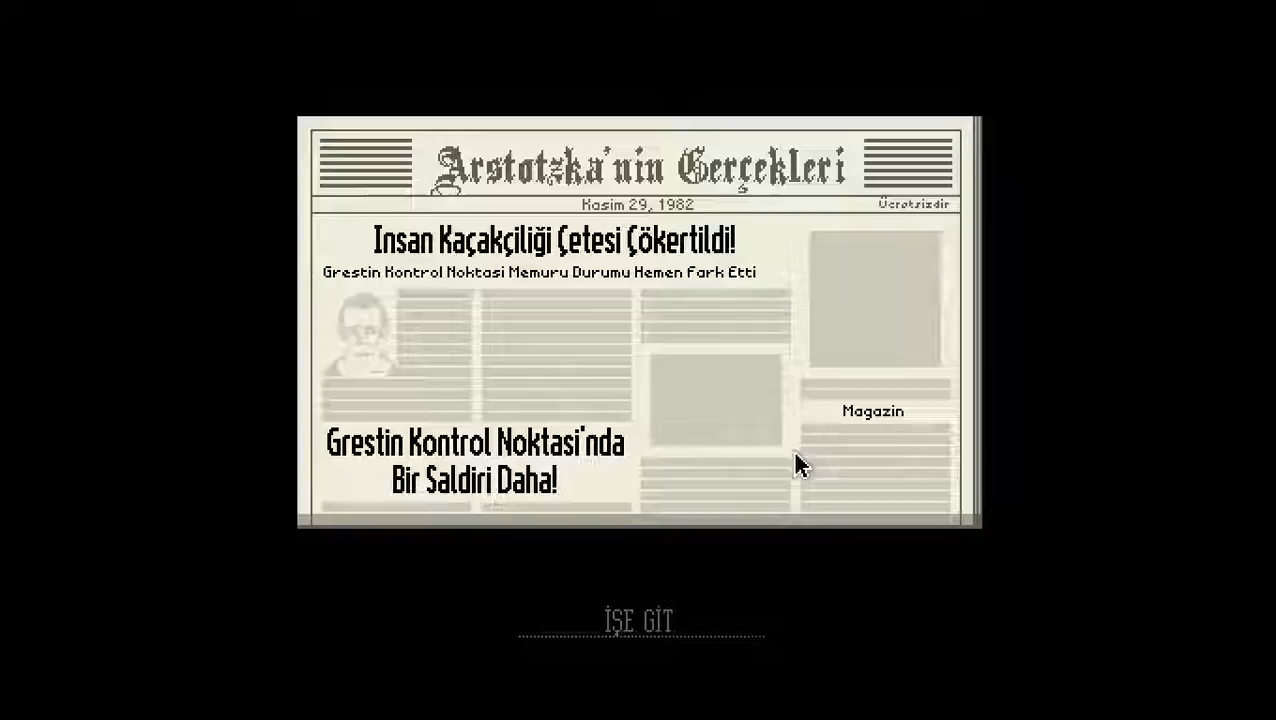 Arstotzka'nin Gerçekleri
Kasim 29, 1982
Ücretsizdir
Insan Kaçakçiliği Çetesi Çökertildi!
Grestin Kontrol Noktasi Memuru Durumu Hemen Fark Etti
Magazin
Grestin Kontrol Noktasi'nda
Bir Saldiri Daha!
İŞE GİT